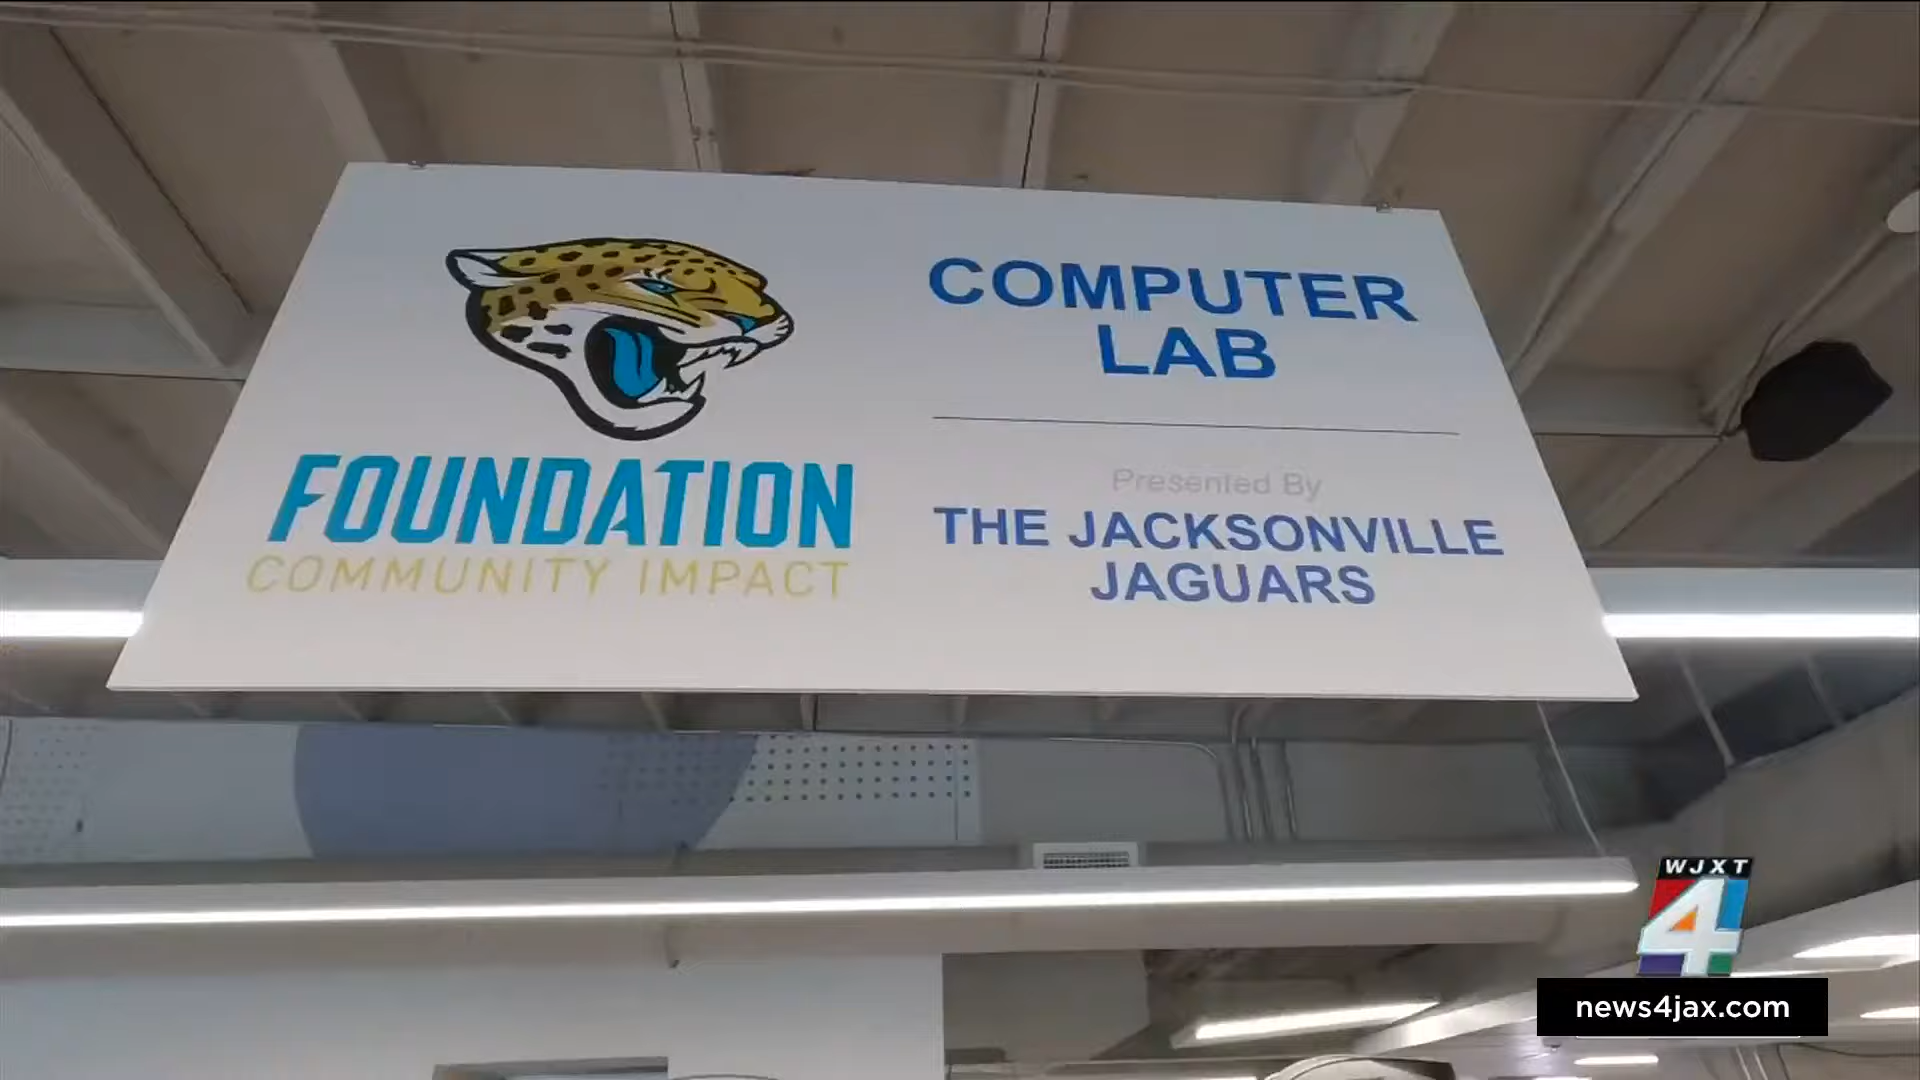 FOUNDATION
COMMUNITY IMPACT
COMPUTER
LAB
Presented By
THE JACKSONVILLE
JAGUARS
WJXT
4
news4jax.com